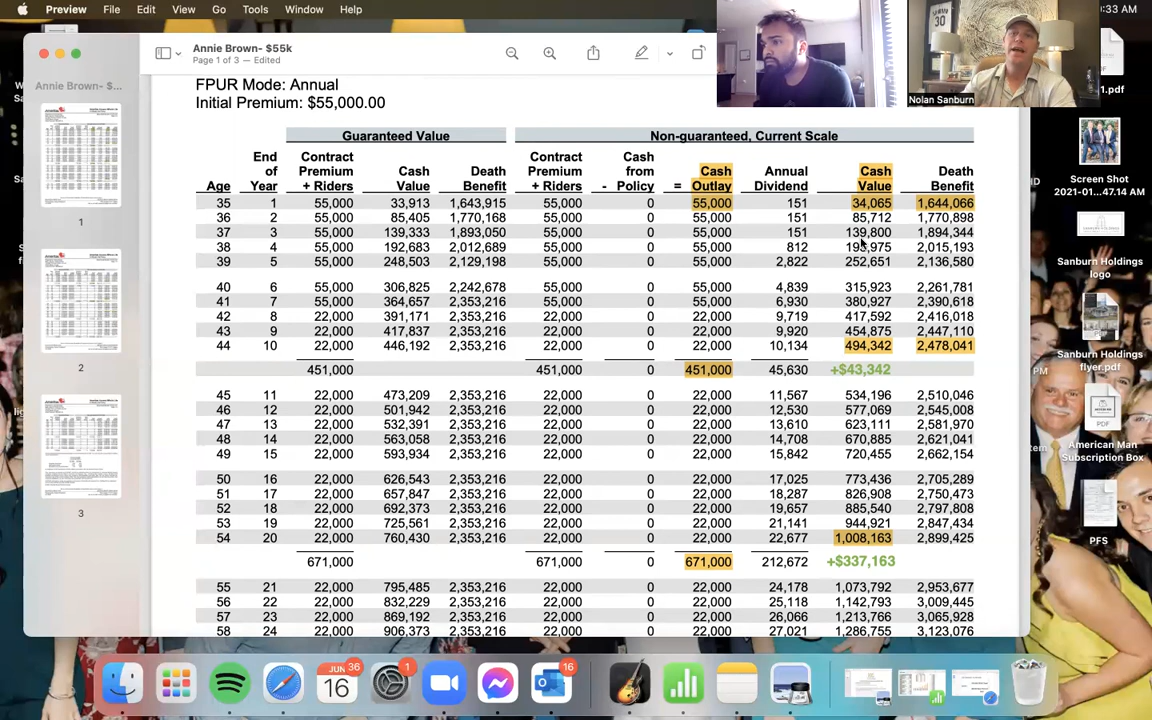 Preview File Edit View Go Tools Window Help
:33 AM
Annie Brown- $55k
Page 1 of 3 — Edited
Annie Brown- $5...
1
2
3
FPUR Mode: Annual
Initial Premium: $55,000.00
Guaranteed Value Non-guaranteed, Current Scale
Contract Contract Cash
End Premium Cash Death Premium from Cash Annual Cash Death
of + Riders Value Benefit + Riders - Policy = Outlay Dividend Value Benefit
Age Year
35 1 55,000 33,913 1,643,915 55,000 0 55,000 151 34,065 1,644,066
36 2 55,000 85,405 1,770,168 55,000 0 55,000 151 85,712 1,770,898
37 3 55,000 139,333 1,893,050 55,000 0 55,000 151 139,800 1,894,344
38 4 55,000 192,683 2,012,689 55,000 0 55,000 812 2,015,193
39 5 55,000 248,503 2,129,198 55,000 0 55,000 2,822 252,651 2,136,580
40 6 55,000 306,825 2,242,678 55,000 0 55,000 4,839 315,923 2,261,781
41 7 55,000 364,657 2,353,216 55,000 0 55,000 6,930 380,927 2,390,618
42 8 22,000 391,171 2,353,216 22,000 0 22,000 9,719 417,592 2,416,018
43 9 22,000 417,837 2,353,216 22,000 0 22,000 9,920 454,875 2,447,110
44 10 22,000 446,192 2,353,216 22,000 0 22,000 10,134 494,342 2,478,041
451,000 451,000 0 451,000 45,630 +$43,342
45 11 22,000 473,209 2,353,216 22,000 0 22,000 11,567 534,196 2,510,046
46 12 22,000 501,942 2,353,216 22,000 0 22,000 12,530 577,069 2,545,008
47 13 22,000 532,391 2,353,216 22,000 0 22,000 13,610 623,111 2,581,970
48 14 22,000 563,058 2,353,216 22,000 0 22,000 14,708 670,885 2,621,041
49 15 22,000 593,934 2,353,216 22,000 0 22,000 15,842 720,455 2,662,154
50 16 22,000 626,543 2,353,216 22,000 0 22,000 17,025 773,436 2,705,289
51 17 22,000 657,847 2,353,216 22,000 0 22,000 18,287 826,908 2,750,473
52 18 22,000 692,373 2,353,216 22,000 0 22,000 19,657 885,540 2,797,808
53 19 22,000 725,561 2,353,216 22,000 0 22,000 21,141 944,921 2,847,434
54 20 22,000 760,430 2,353,216 22,000 0 22,000 22,677 1,008,163 2,899,425
671,000 671,000 0 671,000 212,672 +$337,163
55 21 22,000 795,485 2,353,216 22,000 0 22,000 24,178 1,073,792 2,953,677
56 22 22,000 832,229 2,353,216 22,000 0 22,000 25,118 1,142,793 3,009,445
57 23 22,000 869,192 2,353,216 22,000 0 22,000 26,066 1,213,766 3,065,928
58 24 22,000 906,373 2,353,216 22,000 0 22,000 27,021 1,286,755 3,123,076
Nolan Sanburn
30
1.pdf
Screen Shot
2021-01...47.14 AM
Sanburn Holdings
logo
Sanburn Holdings
flyer.pdf
PDF
American Man
Subscription Box
PFS
JUN 36
16
1
16